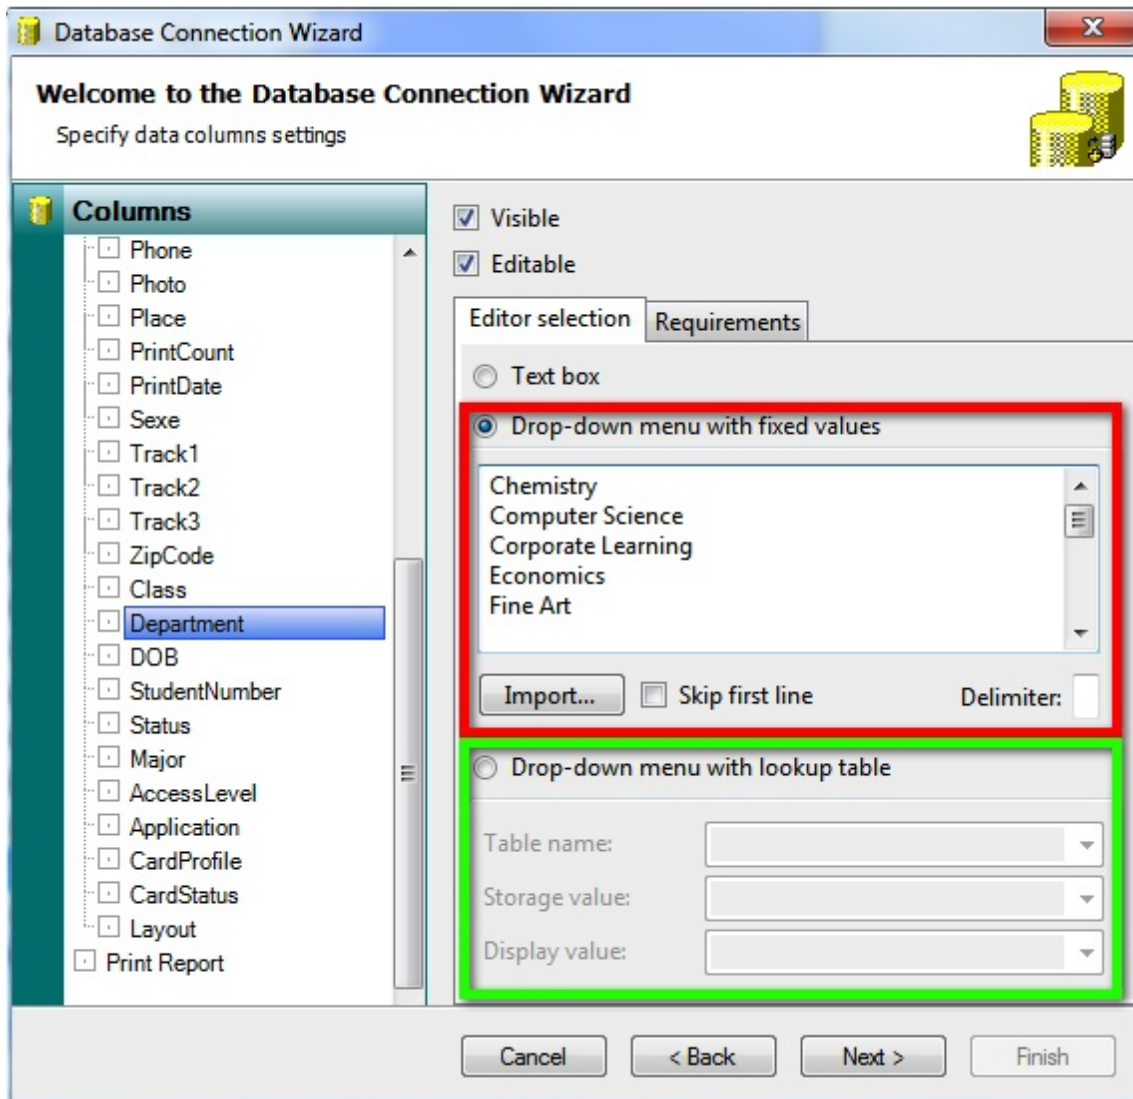 Database Connection Wizard
Welcome to the Database Connection Wizard
Specify data columns settings
Columns
Phone
Photo
Place
PrintCount
PrintDate
Sexe
Track1
Track2
Track3
ZipCode
Class
Department
DOB
StudentNumber
Status
Major
AccessLevel
Application
CardProfile
CardStatus
Layout
Print Report
Visible
Editable
Editor selection
Requirements
Text box
Drop-down menu with fixed values
Chemistry
Computer Science
Corporate Learning
Economics
Fine Art
Import... Skip first line Delimiter:
Drop-down menu with lookup table
Table name:
Storage value:
Display value:
Cancel < Back Next > Finish